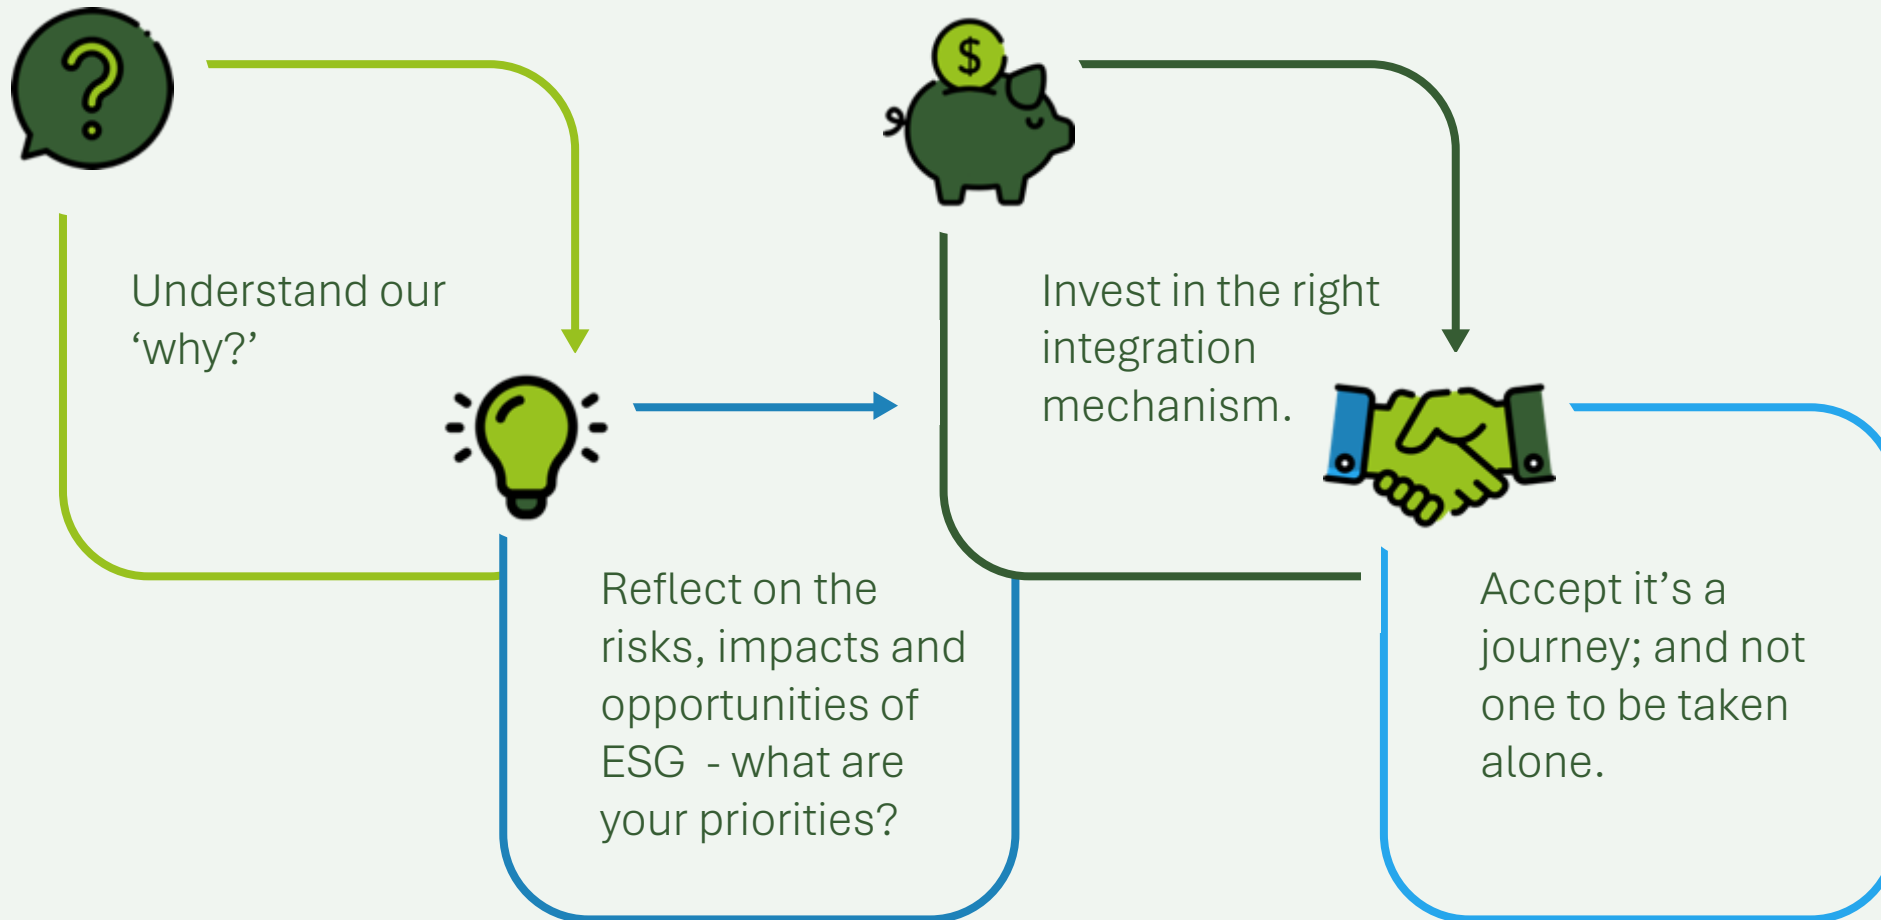 ?
Understand our
‘why?’
Reflect on the
risks, impacts and
opportunities of
ESG  - what are
your priorities?
$
Invest in the right
integration
mechanism.
Accept it’s a
journey; and not
one to be taken
alone.